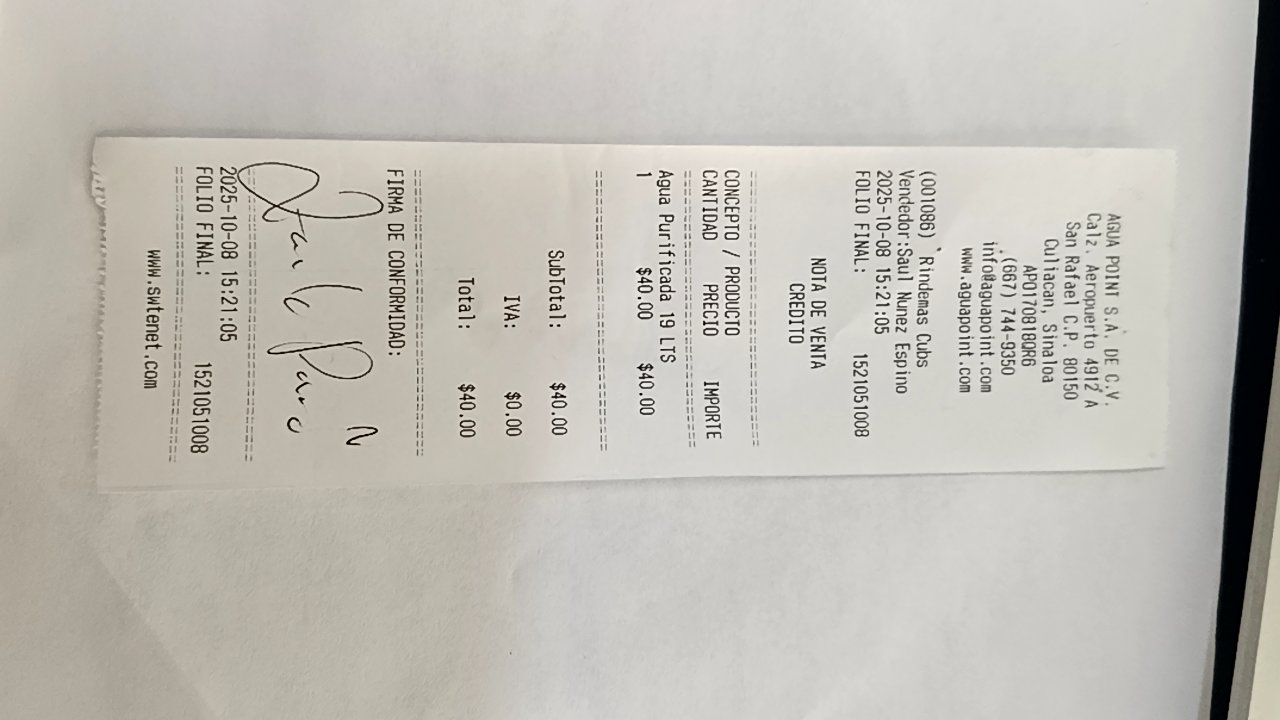 AGUA POINT S.A. DE C.V.
Calz. Aeropuerto 4912 A
San Rafael C.P. 80150
Culiacan, Sinaloa
APO170818QR6
(667) 744-9350
info@aguapoint.com
www.aguapoint.com
(001086) Rindemas Cubs
Vendedor:Saul Nunez Espino
2025-10-08 15:21:05
FOLIO FINAL: 1521051008
NOTA DE VENTA
CREDITO
CONCEPTO / PRODUCTO
CANTIDAD PRECIO IMPORTE
Agua Purificada 19 LTS
1 $40.00 $40.00
SubTotal: $40.00
IVA: $0.00
Total: $40.00
FIRMA DE CONFORMIDAD:
2025-10-08 15:21:05
FOLIO FINAL: 1521051008
www.swtenet.com